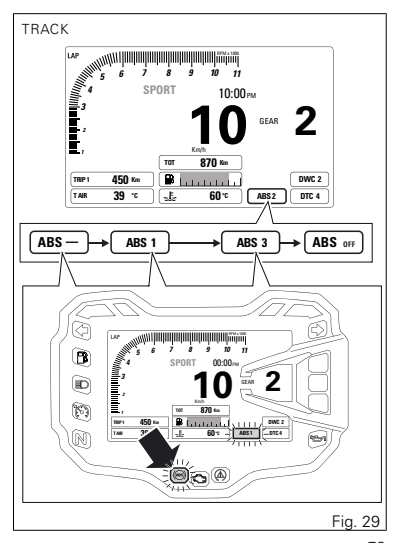 TRACK
LAP
RPM x 1000
1 2 3 4 5 6 7 8 9 10 11
SPORT
10:00 PM
10
GEAR 2
Km/h
TOT 870 Km
TRIP 1 450 Km
DWC 2
T AIR 39 °C
60 °C
ABS 2
DTC 4
ABS —
ABS 1
ABS 3
ABS OFF
LAP
RPM x 1000
1 2 3 4 5 6 7 8 9 10 11
SPORT
00:00 PM
10
GEAR 2
Km/h
TOT 870 Km
TRIP 1 450 Km
DWC 2
T AIR
60 °C
ABS 1
DTC 4
N
ABS
Fig. 29